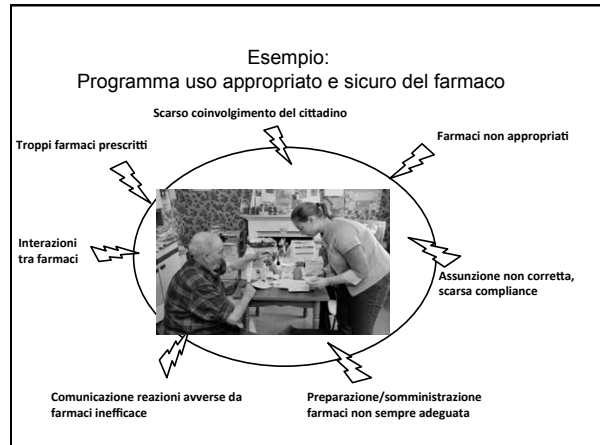 Esempio:
Programma uso appropriato e sicuro del farmaco
Scarso coinvolgimento del cittadino
Troppi farmaci prescritti
Farmaci non appropriati
Interazioni
tra farmaci
Assunzione non corretta,
scarsa compliance
Comunicazione reazioni avverse da
farmaci inefficace
Preparazione/somministrazione
farmaci non sempre adeguata